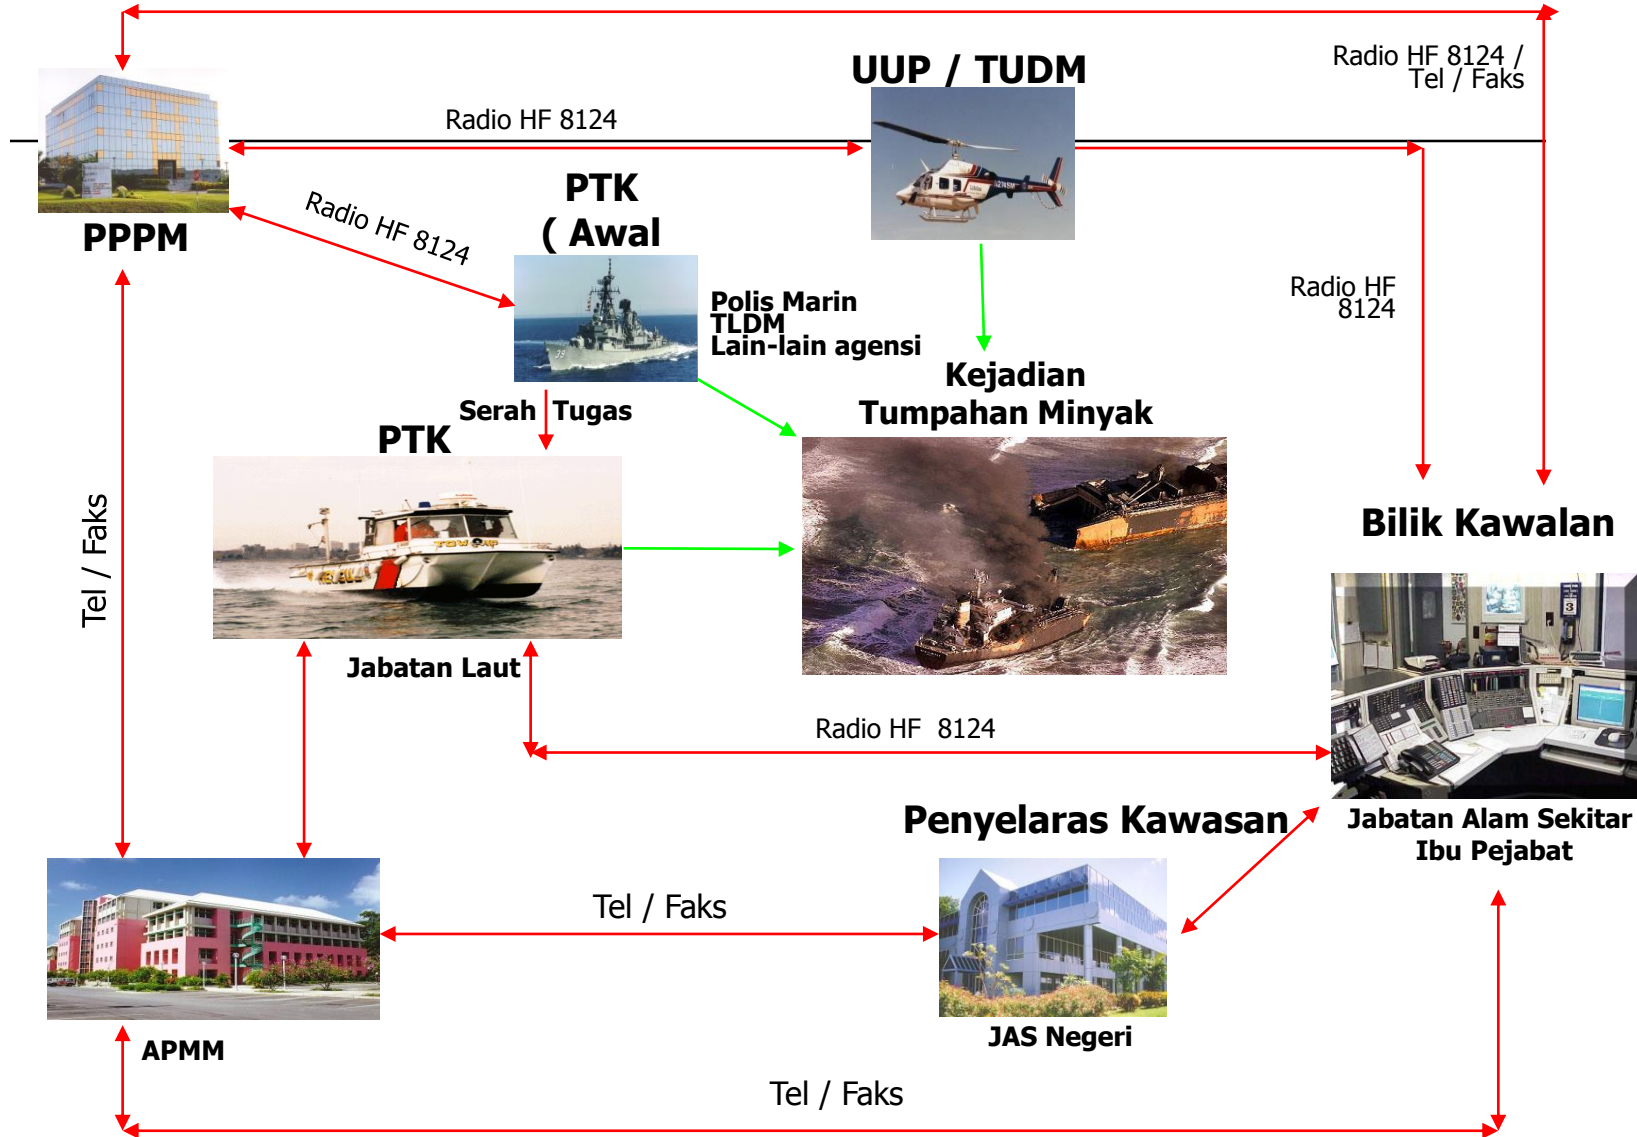 Radio HF 8124 /
Tel / Faks
UUP / TUDM
Radio HF 8124
PPPM
Radio HF 8124
PTK
( Awal
Polis Marin
TLDM
Lain-lain agensi
Radio HF
8124
Kejadian
Tumpahan Minyak
Serah Tugas
PTK
Tel / Faks
Bilik Kawalan
Jabatan Laut
Radio HF 8124
Penyelaras Kawasan
Jabatan Alam Sekitar
Ibu Pejabat
Tel / Faks
JAS Negeri
APMM
Tel / Faks
39
3